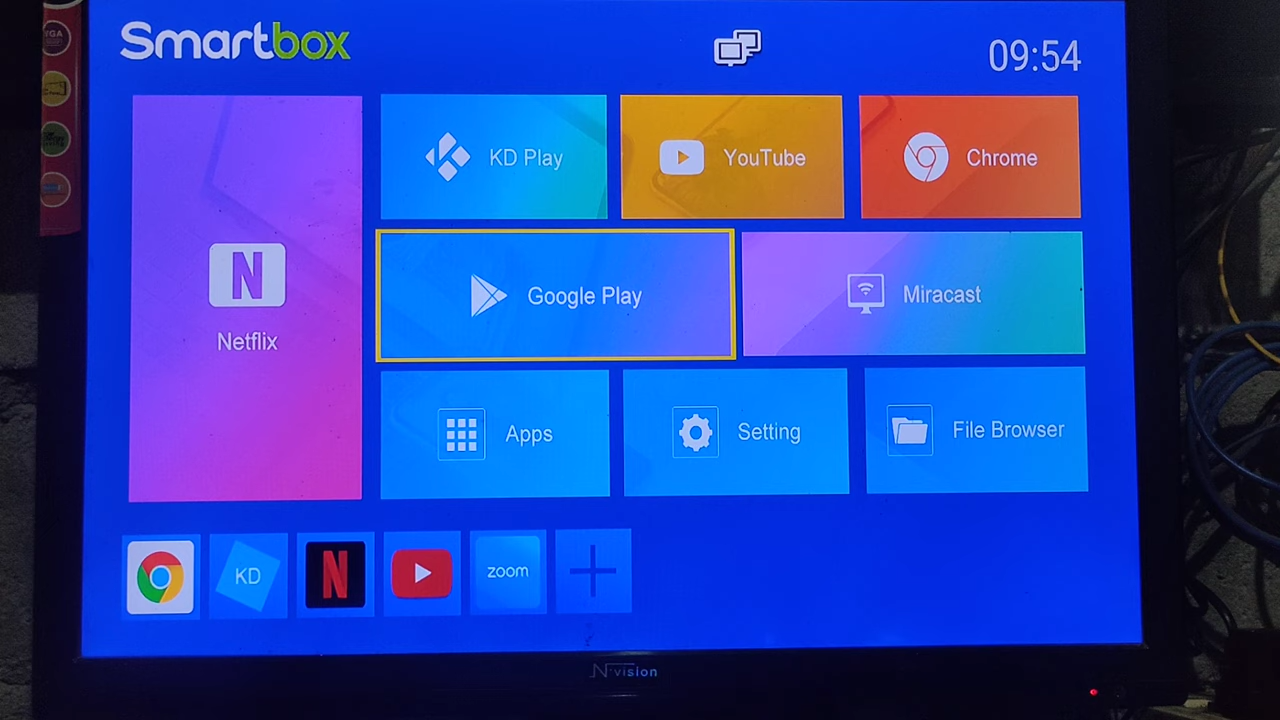 Smartbox
09:54
KD Play
YouTube
Chrome
N
Netflix
Google Play
Miracast
Apps
Setting
File Browser
KD
N
zoom
N-vision